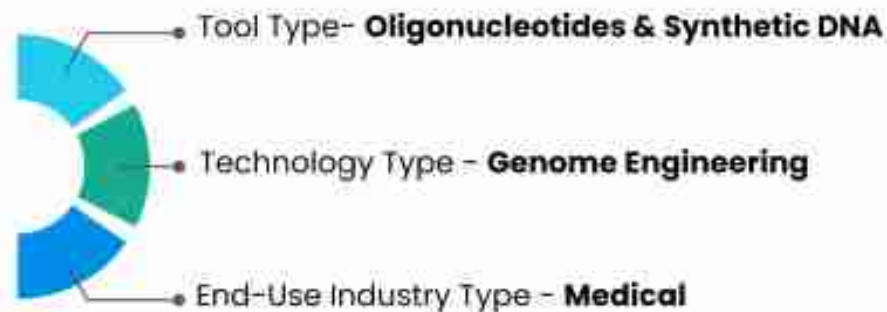 Tool Type- Oligonucleotides & Synthetic DNA
Technology Type - Genome Engineering
End-Use Industry Type - Medical